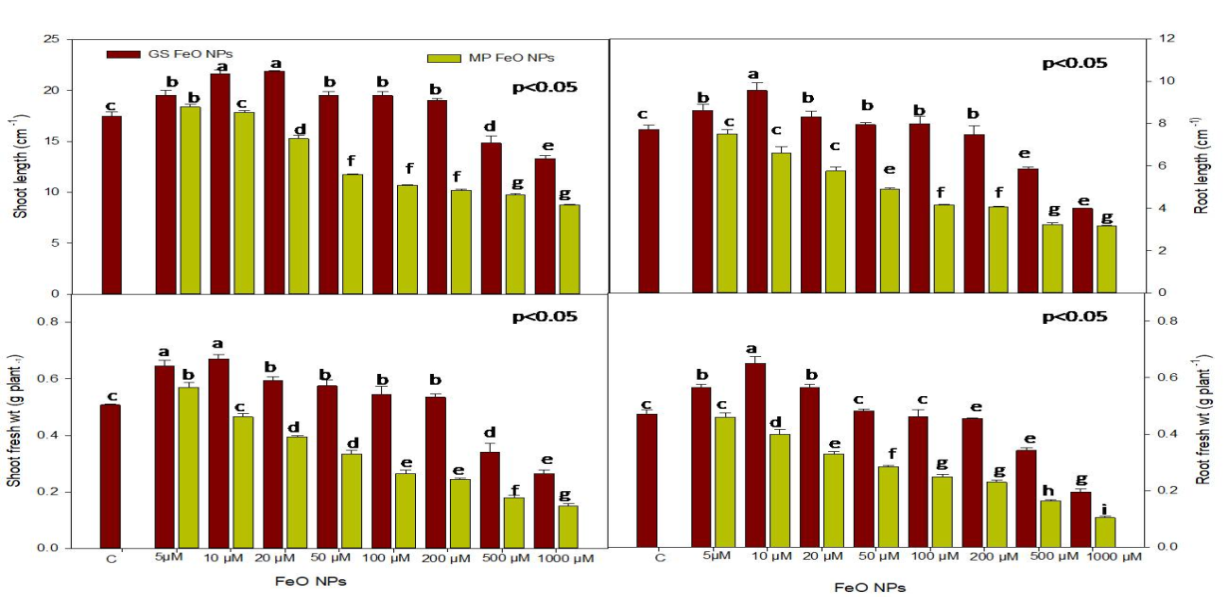 GS FeO NPs
MP FeO NPs
p<0.05
25
20
15
10
5
0
Shoot length (cm -1)
c b b a c a d b f b f b f d g e g
p<0.05
12
10
8
6
4
2
0
Root length (cm -1)
c b c a c b c b e b f b f e g e g
p<0.05
0.8
0.6
0.4
0.2
0.0
Shoot fresh wt (g plant -1)
c a b a c b d b d b e b e d f e g
C 5µM 10 µM 20 µM 50 µM 100 µM 200 µM 500 µM 1000 µM
FeO NPs
p<0.05
0.8
0.6
0.4
0.2
0.0
Root fresh wt (g plant -1)
c b c a d b e c f c g e g e h g i
C 5µM 10 µM 20 µM 50 µM 100 µM 200 µM 500 µM 1000 µM
FeO NPs